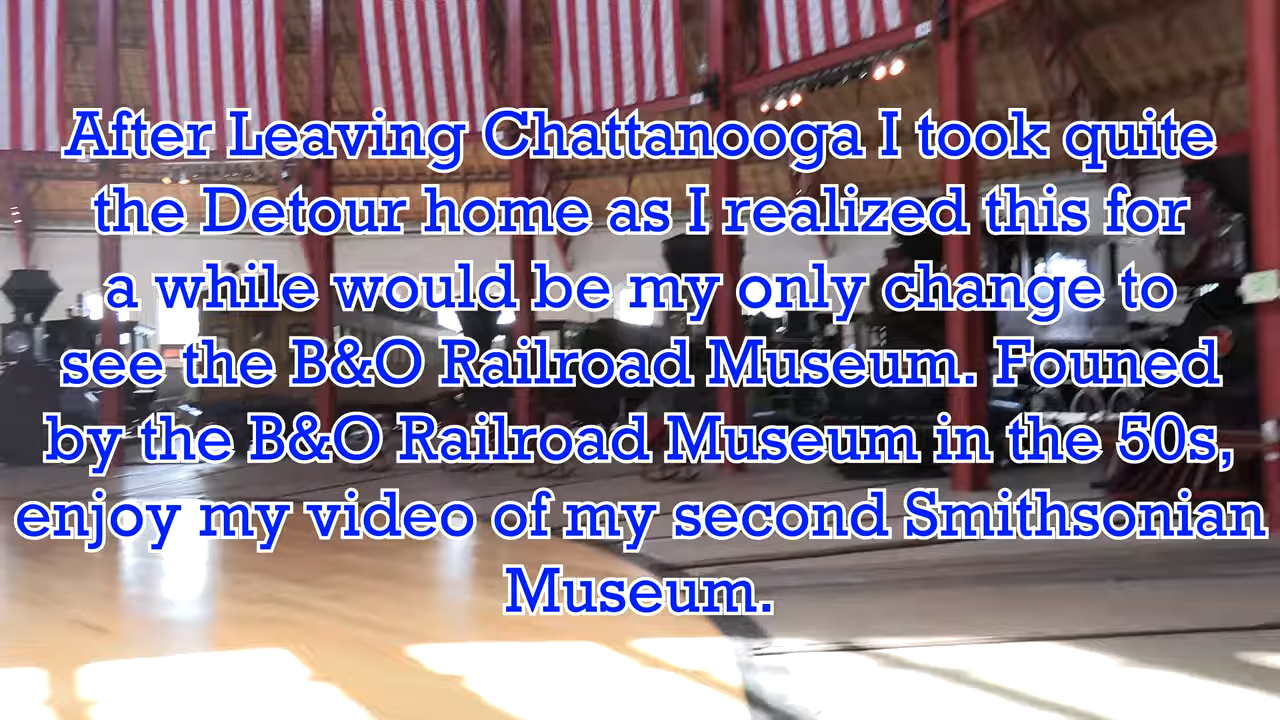 After Leaving Chattanooga I took quite
the Detour home as I realized this for
a while would be my only change to
see the B&O Railroad Museum. Founed
by the B&O Railroad Museum in the 50s,
enjoy my video of my second Smithsonian
Museum.